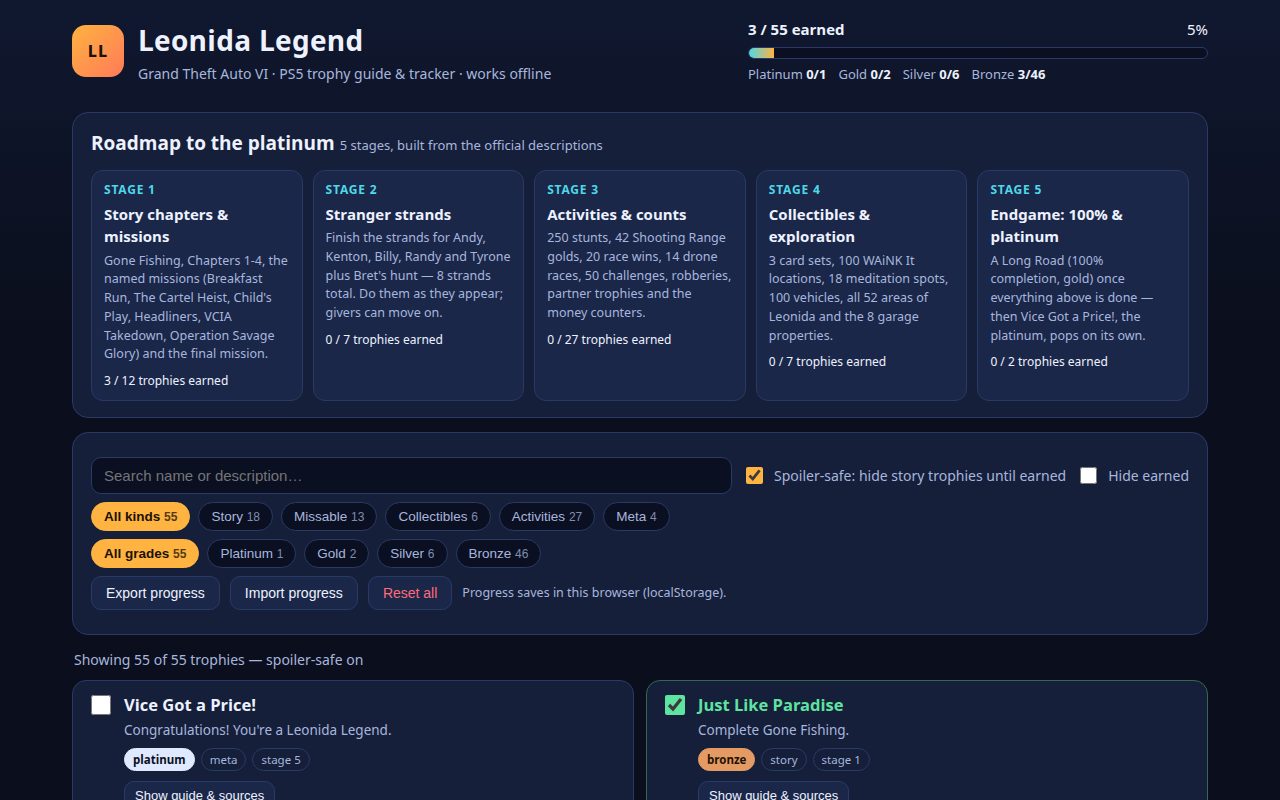 LL
Leonida Legend
Grand Theft Auto VI · PS5 trophy guide & tracker · works offline
3 / 55 earned
5%
Platinum 0/1 Gold 0/2 Silver 0/6 Bronze 3/46
Roadmap to the platinum 5 stages, built from the official descriptions
STAGE 1
Story chapters &
missions
Gone Fishing, Chapters 1-4, the
named missions (Breakfast
Run, The Cartel Heist, Child's
Play, Headliners, VCIA
Takedown, Operation Savage
Glory) and the final mission.
3 / 12 trophies earned
STAGE 2
Stranger strands
Finish the strands for Andy,
Kenton, Billy, Randy and Tyrone
plus Bret's hunt — 8 strands
total. Do them as they appear;
givers can move on.
0 / 7 trophies earned
STAGE 3
Activities & counts
250 stunts, 42 Shooting Range
golds, 20 race wins, 14 drone
races, 50 challenges, robberies,
partner trophies and the
money counters.
0 / 27 trophies earned
STAGE 4
Collectibles &
exploration
3 card sets, 100 WAiNK It
locations, 18 meditation spots,
100 vehicles, all 52 areas of
Leonida and the 8 garage
properties.
0 / 7 trophies earned
STAGE 5
Endgame: 100% &
platinum
A Long Road (100%
completion, gold) once
everything above is done —
then Vice Got a Price!, the
platinum, pops on its own.
0 / 2 trophies earned
Search name or description…
Spoiler-safe: hide story trophies until earned
Hide earned
All kinds 55 Story 18 Missable 13 Collectibles 6 Activities 27 Meta 4
All grades 55 Platinum 1 Gold 2 Silver 6 Bronze 46
Export progress Import progress Reset all Progress saves in this browser (localStorage).
Showing 55 of 55 trophies — spoiler-safe on
Vice Got a Price!
Congratulations! You're a Leonida Legend.
platinum meta stage 5
Show guide & sources
Just Like Paradise
Complete Gone Fishing.
bronze story stage 1
Show guide & sources